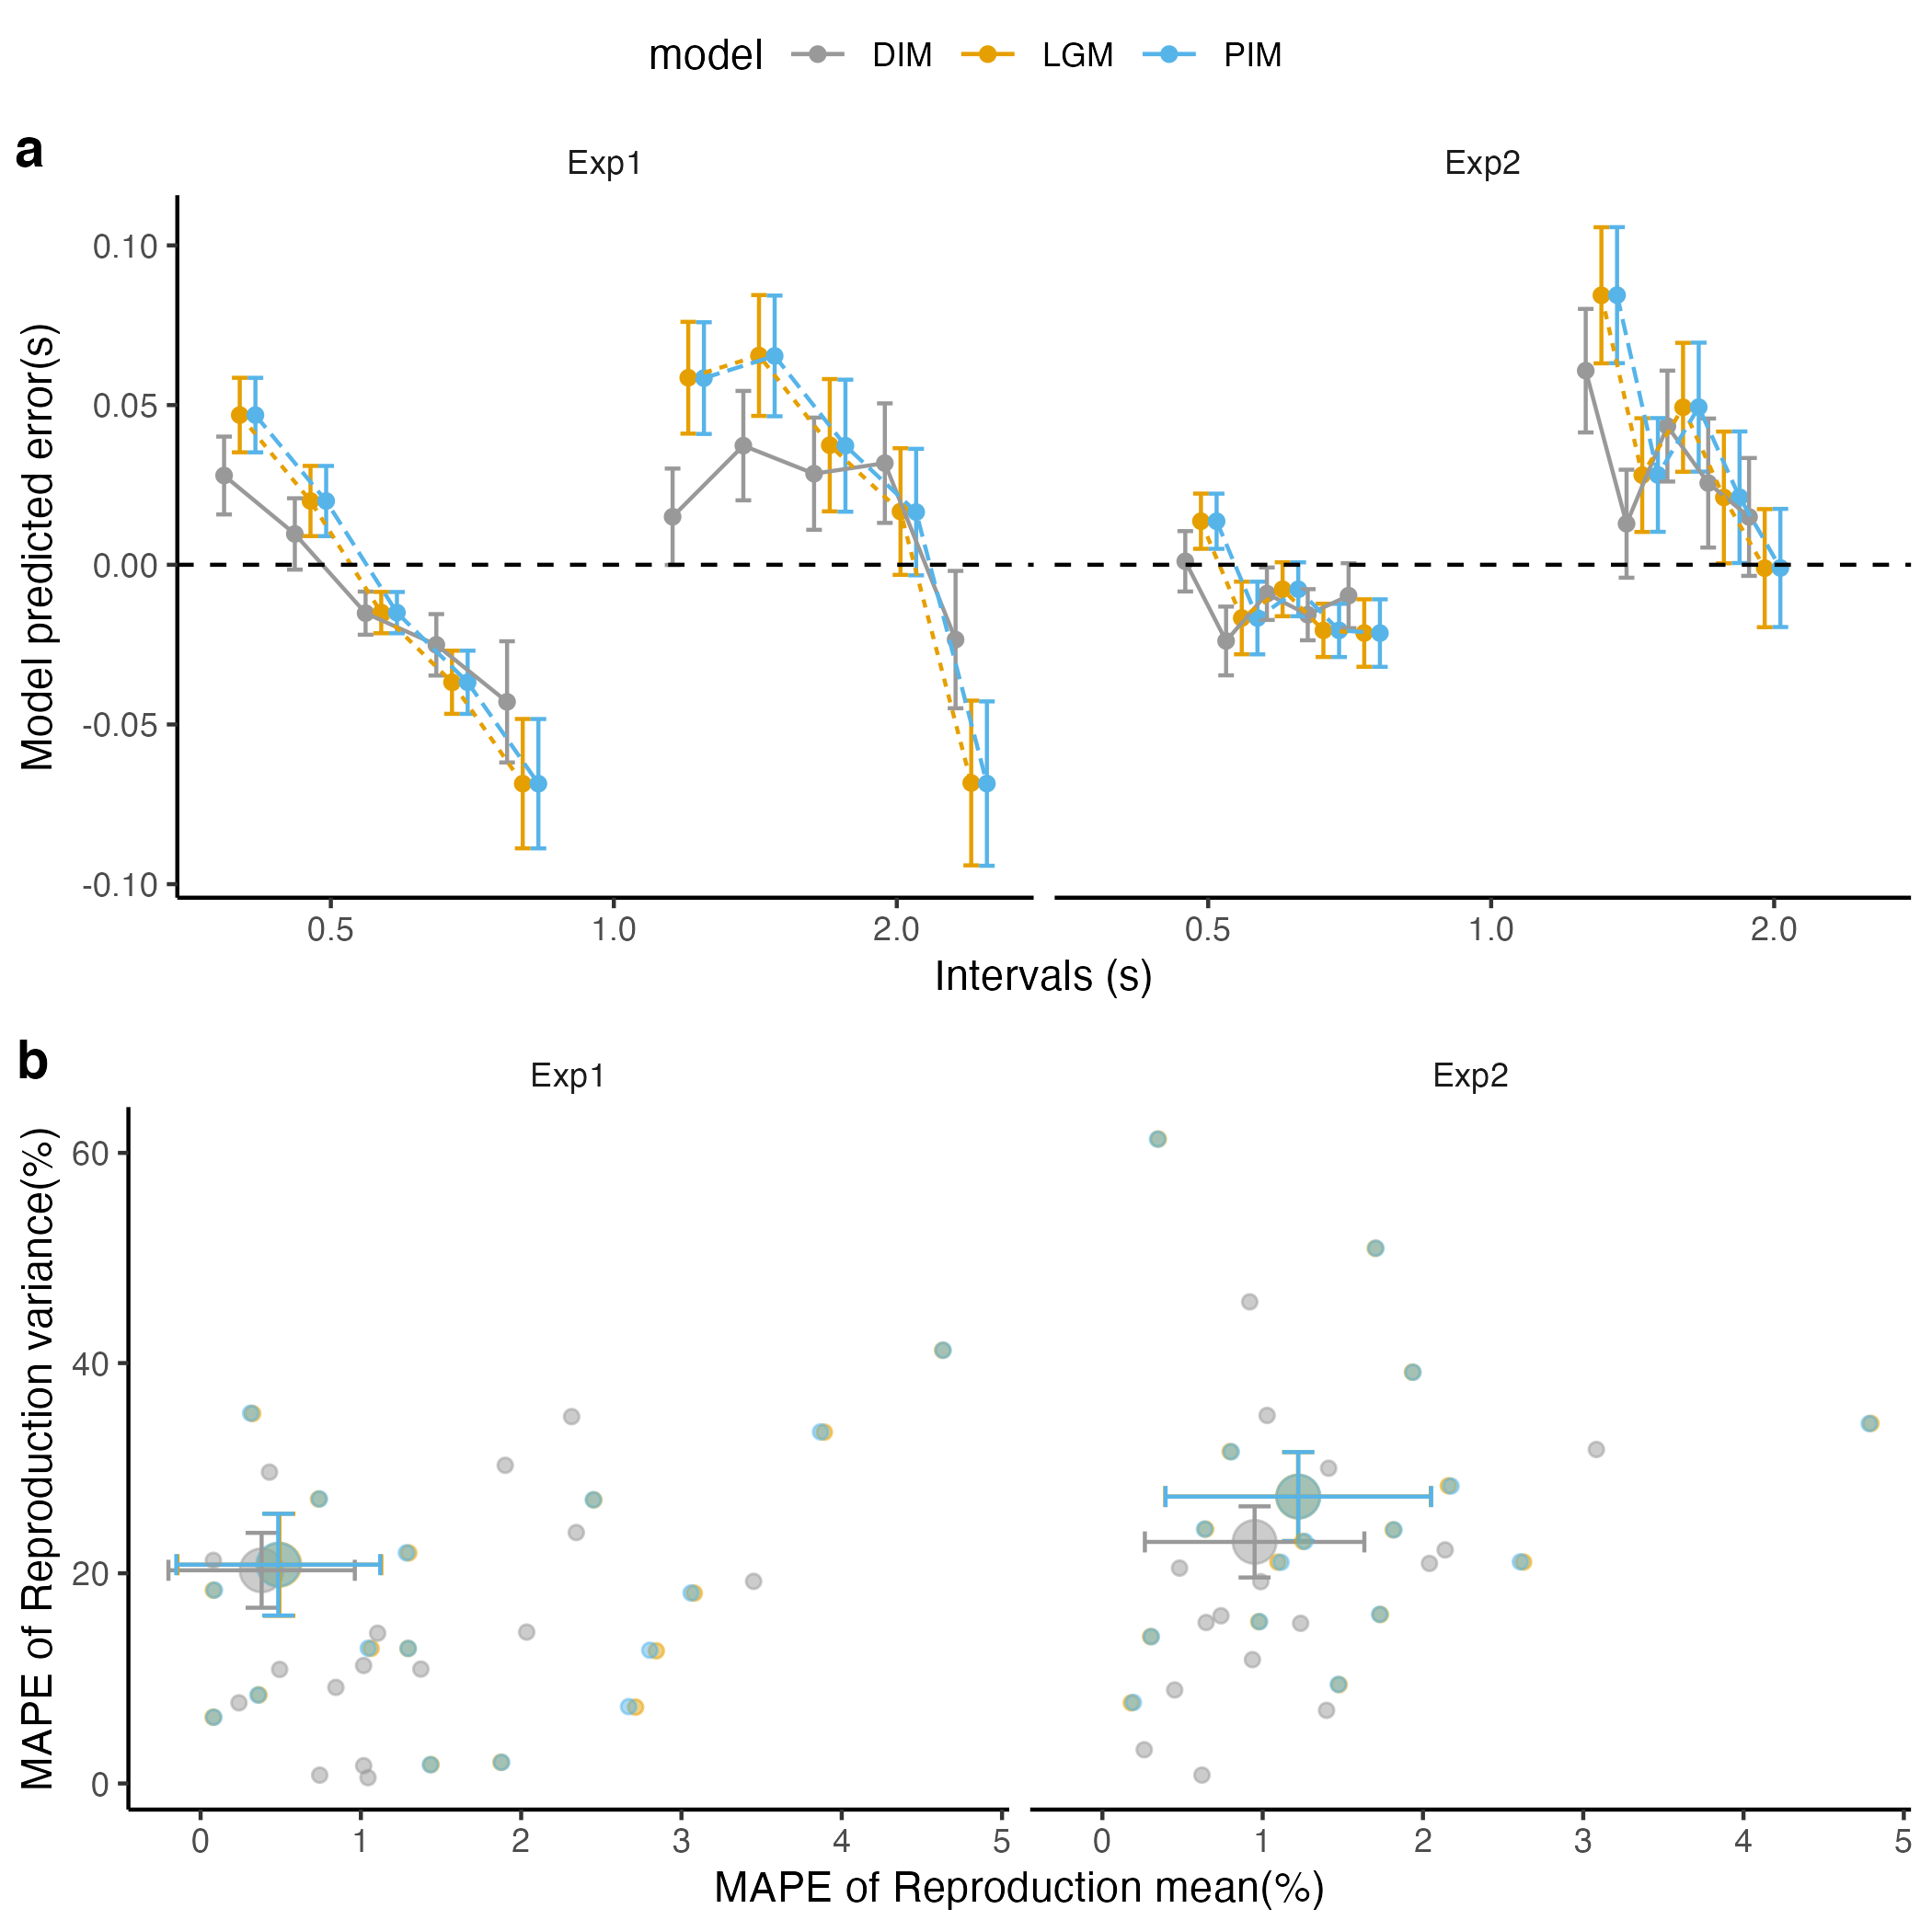 model DIM LGM PIM
a
Exp1 Exp2
Model predicted error(s)
0.10
0.05
0.00
-0.05
-0.10
0.5 1.0 2.0 0.5 1.0 2.0
Intervals (s)
b
Exp1 Exp2
MAPE of Reproduction variance(%)
60
40
20
0
0 1 2 3 4 5 0 1 2 3 4 5
MAPE of Reproduction mean(%)